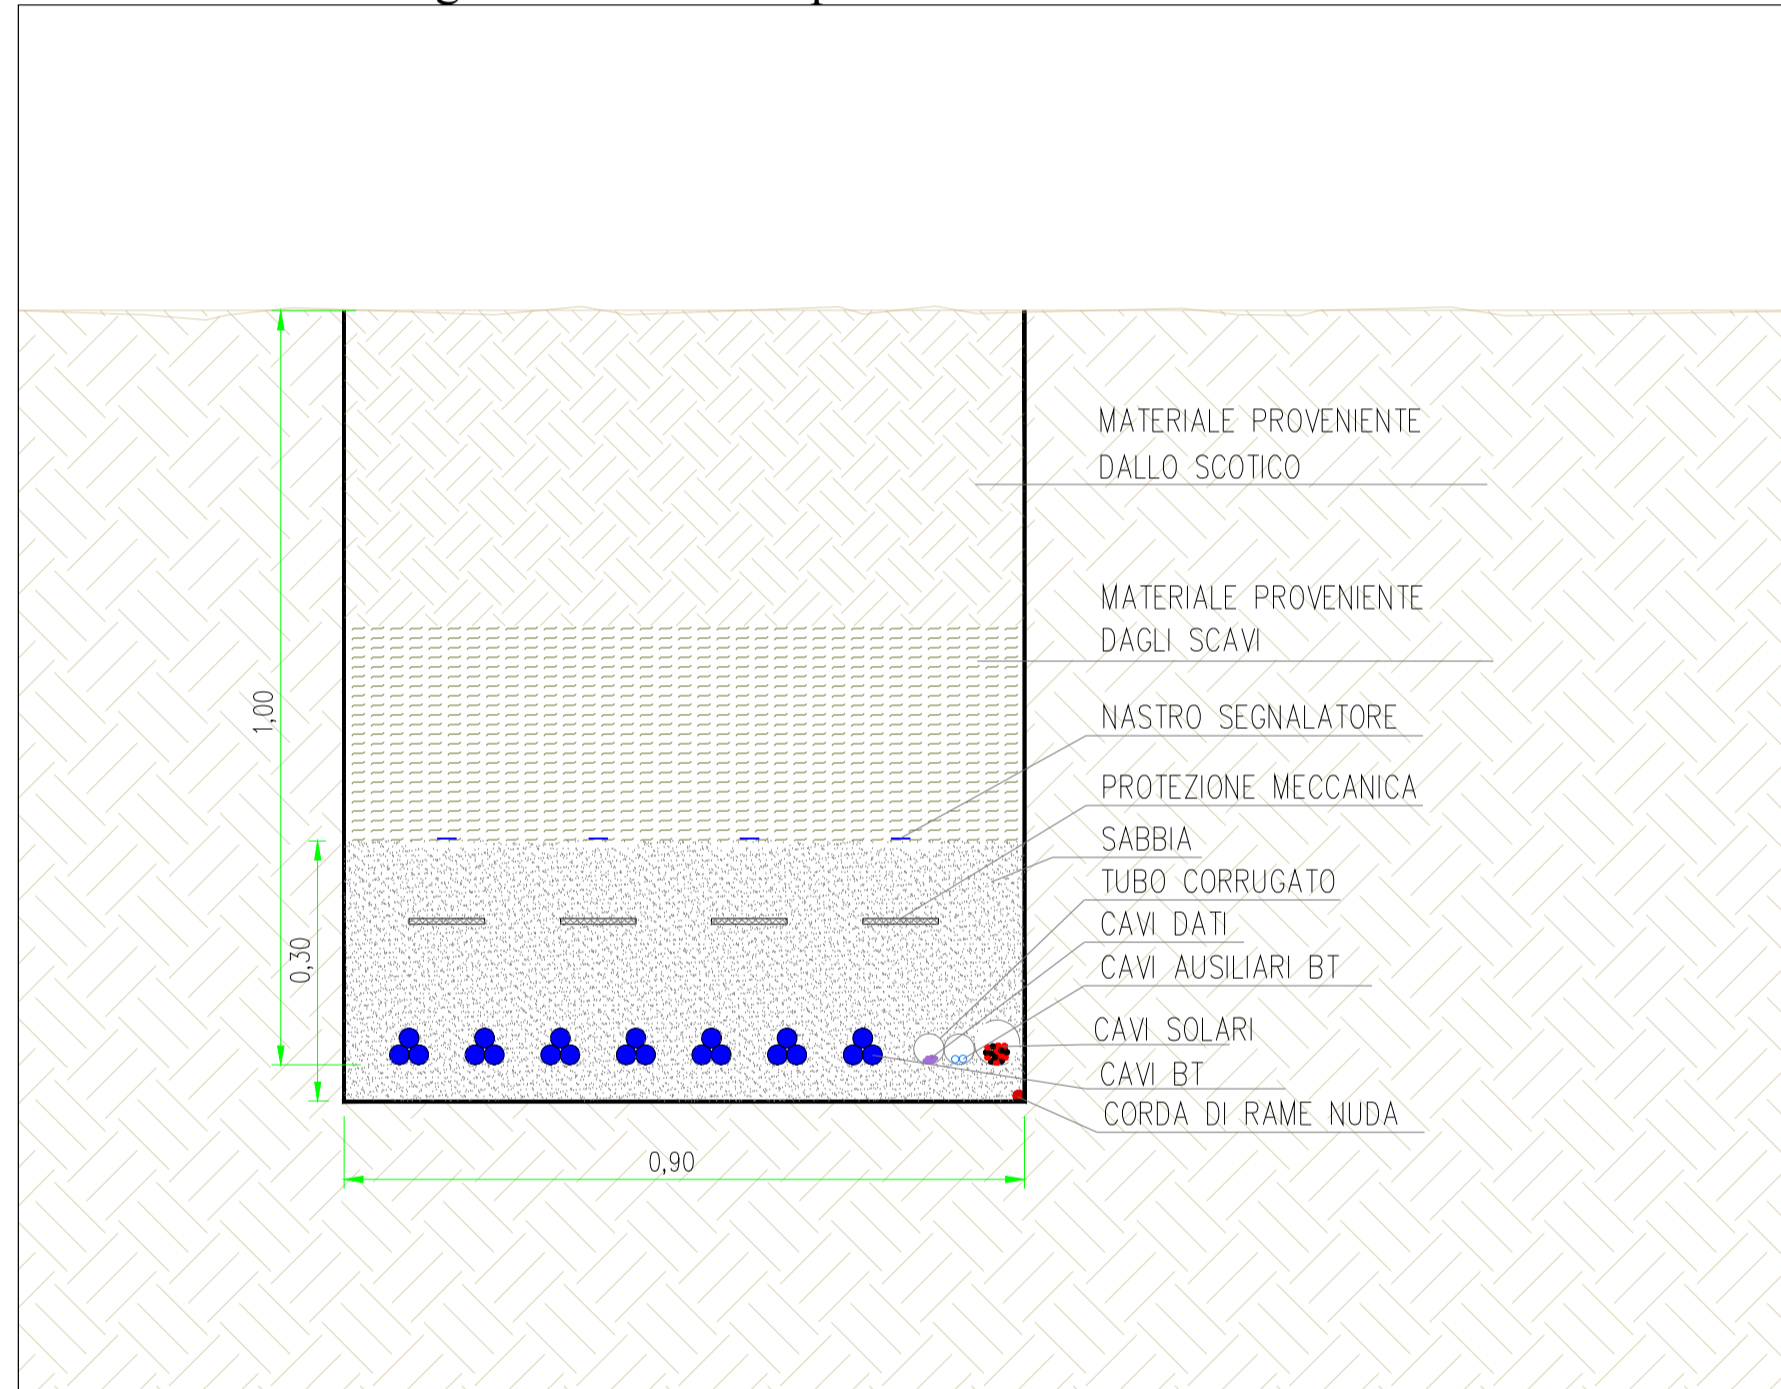 MATERIALE PROVENIENTE
DALLO SCOTICO
MATERIALE PROVENIENTE
DAGLI SCAVI
1,00
NASTRO SEGNALATORE
PROTEZIONE MECCANICA
SABBIA
TUBO CORRUGATO
CAVI DATI
0,30
CAVI AUSILIARI BT
CAVI SOLARI
CAVI BT
CORDA DI RAME NUDA
0,90